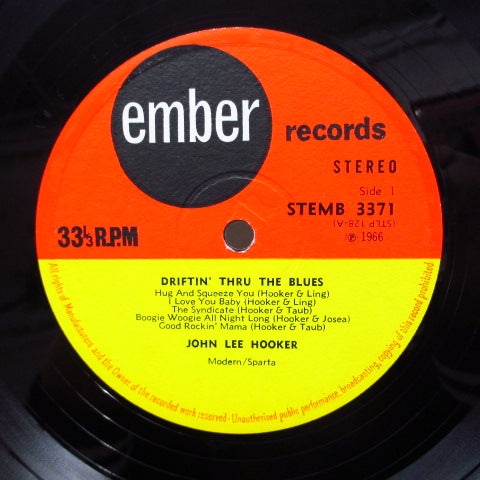 ember records
STEREO
Side 1
STEMB 3371
(STLP 128-A)
℗ 1966
33⅓ R.P.M
DRIFTIN' THRU THE BLUES
Hug And Squeeze You (Hooker & Ling)
I Love You Baby (Hooker & Ling)
The Syndicate (Hooker & Taub)
Boogie Woogie All Night Long (Hooker & Josea)
Good Rockin' Mama (Hooker & Taub)
JOHN LEE HOOKER
Modern/Sparta
All rights of the Manufacturers and the Owner of the recorded work reserved - Unauthorised public performance, broadcasting, copying of this record prohibited